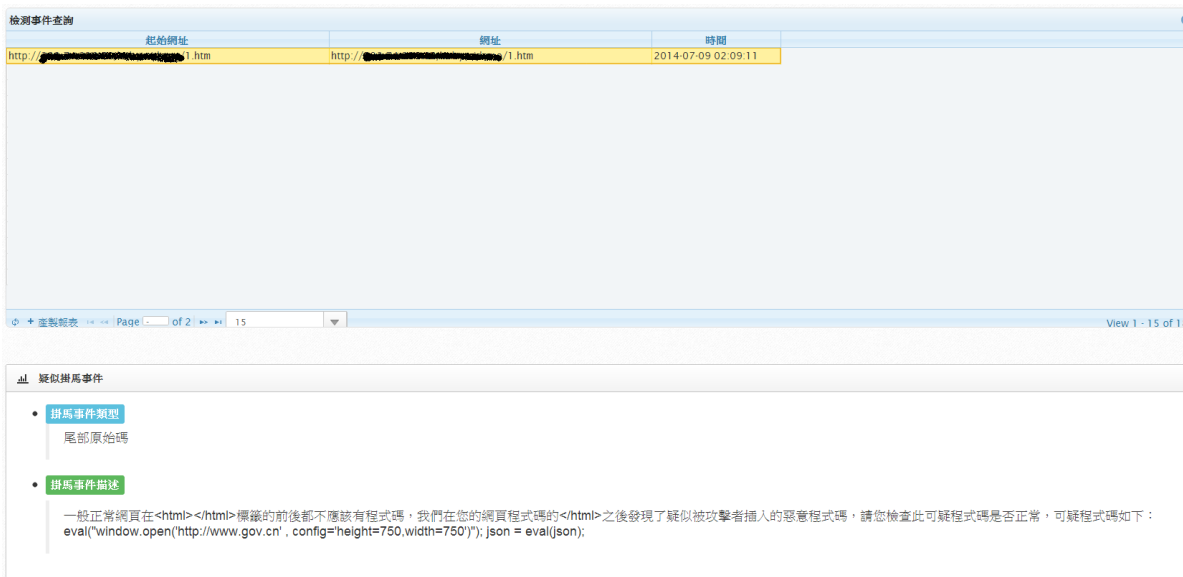 檢測事件查詢
起始網址 網址 時間
http:// /1.htm http:// /1.htm 2014-07-09 02:09:11
產製報表 Page - of 2 15 View 1 - 15 of 1
疑似掛馬事件
掛馬事件類型
尾部原始碼
掛馬事件描述
一般正常網頁在<html></html>標籤的前後都不應該有程式碼，我們在您的網頁程式碼的</html>之後發現了疑似被攻擊者插入的惡意程式碼，請您檢查此可疑程式碼是否正常，可疑程式碼如下：
eval("window.open('http://www.gov.cn' , config='height=750,width=750')"); json = eval(json);